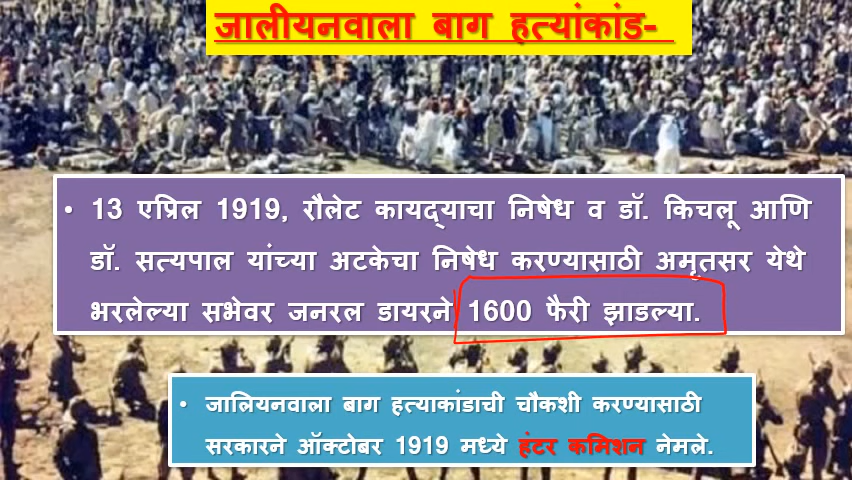 जालीयनवाला बाग हत्यांकांड-
• 13 एप्रिल 1919, रौलेट कायद्याचा निषेध व डॉ. किचलू आणि
डॉ. सत्यपाल यांच्या अटकेचा निषेध करण्यासाठी अमृतसर येथे
भरलेल्या सभेवर जनरल डायरने 1600 फैरी झाडल्या.
• जालियनवाला बाग हत्याकांडाची चौकशी करण्यासाठी
सरकारने ऑक्टोबर 1919 मध्ये हंटर कमिशन नेमले.